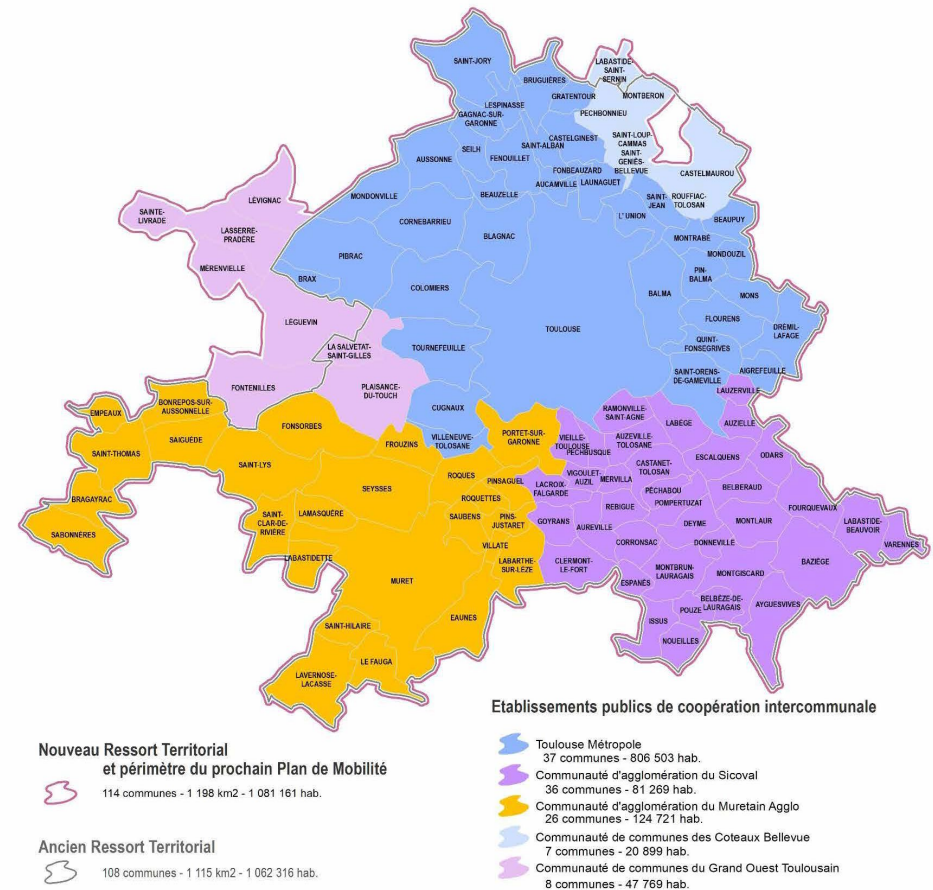 SAINT-JORY
LABASTIDE-
SAINT-
SERNIN
BRUGUIÈRES
GRATENTOUR
MONTBERON
LESPINASSE
PECHBONNIEU
GAGNAC-SUR-
GARONNE
CASTELGINEST
SAINT-LOUP-
CAMMAS
SAINT-ALBAN
SEILH
FENOUILLET
SAINT-
GENIÈS-
BELLEVUE
AUSSONNE
FONBEAUZARD
CASTELMAUROU
AUCAMVILLE
LAUNAGUET
MONDONVILLE
BEAUZELLE
SAINT-
JEAN
ROUFFIAC-
TOLOSAN
LÉVIGNAC
SAINTE-
LIVRADE
CORNEBARRIEU
L' UNION
BEAUPUY
LASSERRE-
PRADÈRE
BLAGNAC
MONTRABÉ
MONDOUZIL
PIBRAC
MÉRENVIELLE
PIN-
BALMA
BRAX
COLOMIERS
BALMA
MONS
FLOURENS
LÉGUEVIN
TOULOUSE
DRÉMIL-
LAFAGE
QUINT-
FONSEGRIVES
LA SALVETAT-
SAINT-GILLES
TOURNEFEUILLE
SAINT-ORENS-
DE-GAMEVILLE
AIGREFEUILLE
FONTENILLES
PLAISANCE-
DU-TOUCH
LAUZERVILLE
BONREPOS-SUR-
AUSSONNELLE
CUGNAUX
RAMONVILLE-
SAINT-AGNE
EMPEAUX
FONSORBES
LABÈGE
AUZIELLE
PORTET-SUR-
GARONNE
VILLENEUVE-
TOLOSANE
VIEILLE-
TOULOUSE
AUZEVILLE-
TOLOSANE
SAIGUÈDE
FROUZINS
SAINT-THOMAS
PECHBUSQUE
ESCALQUENS
ODARS
SAINT-LYS
CASTANET-
TOLOSAN
ROQUES
VIGOULET-
AUZIL
MERVILLA
PINSAGUEL
LACROIX-
FALGARDE
SEYSSES
PÉCHABOU
BELBERAUD
BRAGAYRAC
ROQUETTES
REBIGUE
POMPERTUZAT
FOURQUEVAUX
SAINT-
CLAR-DE-
RIVIÈRE
LAMASQUÈRE
SAUBENS
PINS-
JUSTARET
GOYRANS
AUREVILLE
DEYME
MONTLAUR
LABASTIDE-
BEAUVOIR
SABONNÈRES
CORRONSAC
DONNEVILLE
VARENNES
VILLATE
LABASTIDETTE
LABARTHE-
SUR-LÈZE
CLERMONT-
LE-FORT
BAZIÈGE
MONTBRUN-
LAURAGAIS
MONTGISCARD
MURET
ESPANÈS
BELBÈZE-DE-
LAURAGAIS
AYGUESVIVES
POUZE
EAUNES
ISSUS
SAINT-HILAIRE
NOUEILLES
LE FAUGA
LAVERNOSE-
LACASSE
Nouveau Ressort Territorial
et périmètre du prochain Plan de Mobilité
114 communes - 1 198 km2 - 1 081 161 hab.
Ancien Ressort Territorial
108 communes - 1 115 km2 - 1 062 316 hab.
Etablissements publics de coopération intercommunale
Toulouse Métropole
37 communes - 806 503 hab.
Communauté d'agglomération du Sicoval
36 communes - 81 269 hab.
Communauté d'agglomération du Muretain Agglo
26 communes - 124 721 hab.
Communauté de communes des Coteaux Bellevue
7 communes - 20 899 hab.
Communauté de communes du Grand Ouest Toulousain
8 communes - 47 769 hab.